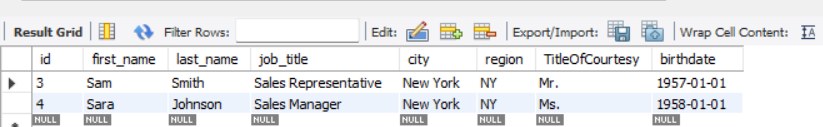 Result Grid Filter Rows: Edit: Export/Import: Wrap Cell Content: IA
id first_name last_name job_title city region TitleOfCourtesy birthdate
3 Sam Smith Sales Representative New York NY Mr. 1957-01-01
4 Sara Johnson Sales Manager New York NY Ms. 1958-01-01
NULL NULL NULL NULL NULL NULL NULL NULL